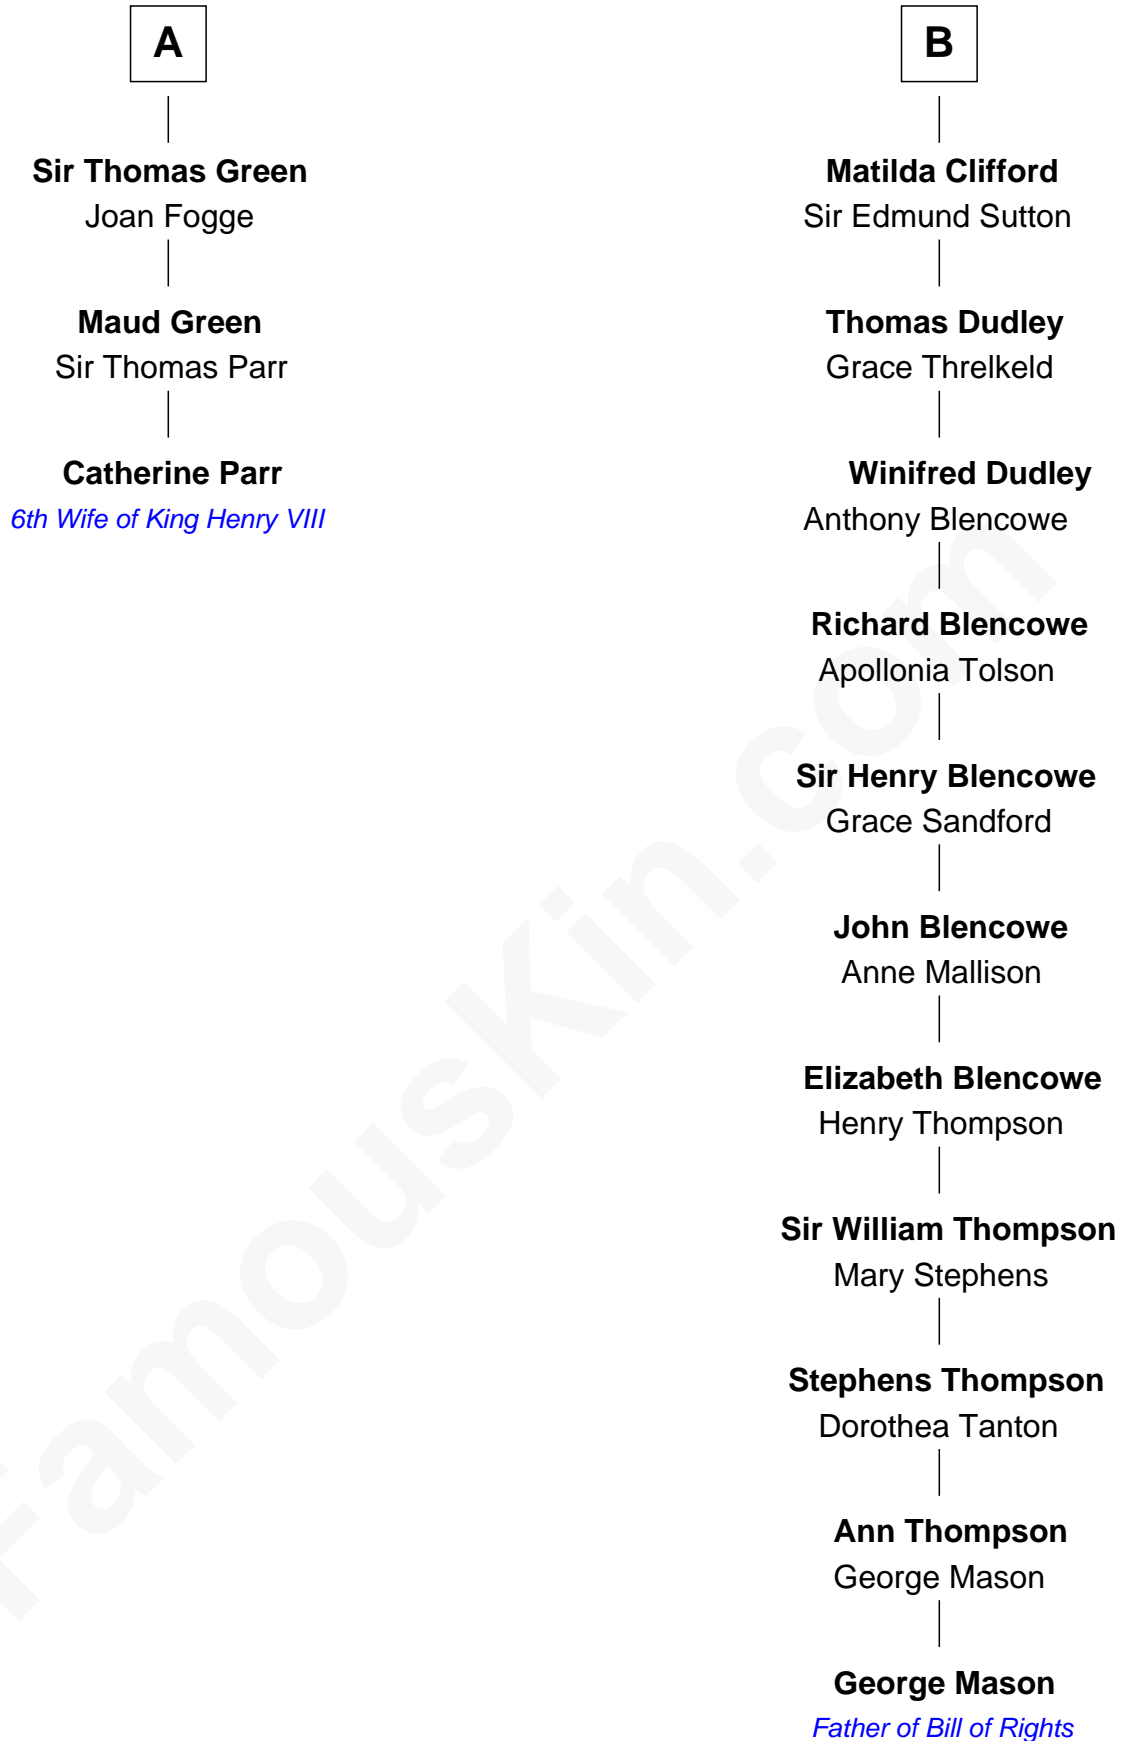 A
Sir Thomas Green
Joan Fogge
Maud Green
Sir Thomas Parr
Catherine Parr
6th Wife of King Henry VIII
B
Matilda Clifford
Sir Edmund Sutton
Thomas Dudley
Grace Threlkeld
Winifred Dudley
Anthony Blencowe
Richard Blencowe
Apollonia Tolson
Sir Henry Blencowe
Grace Sandford
John Blencowe
Anne Mallison
Elizabeth Blencowe
Henry Thompson
Sir William Thompson
Mary Stephens
Stephens Thompson
Dorothea Tanton
Ann Thompson
George Mason
George Mason
Father of Bill of Rights
FamousKin.com